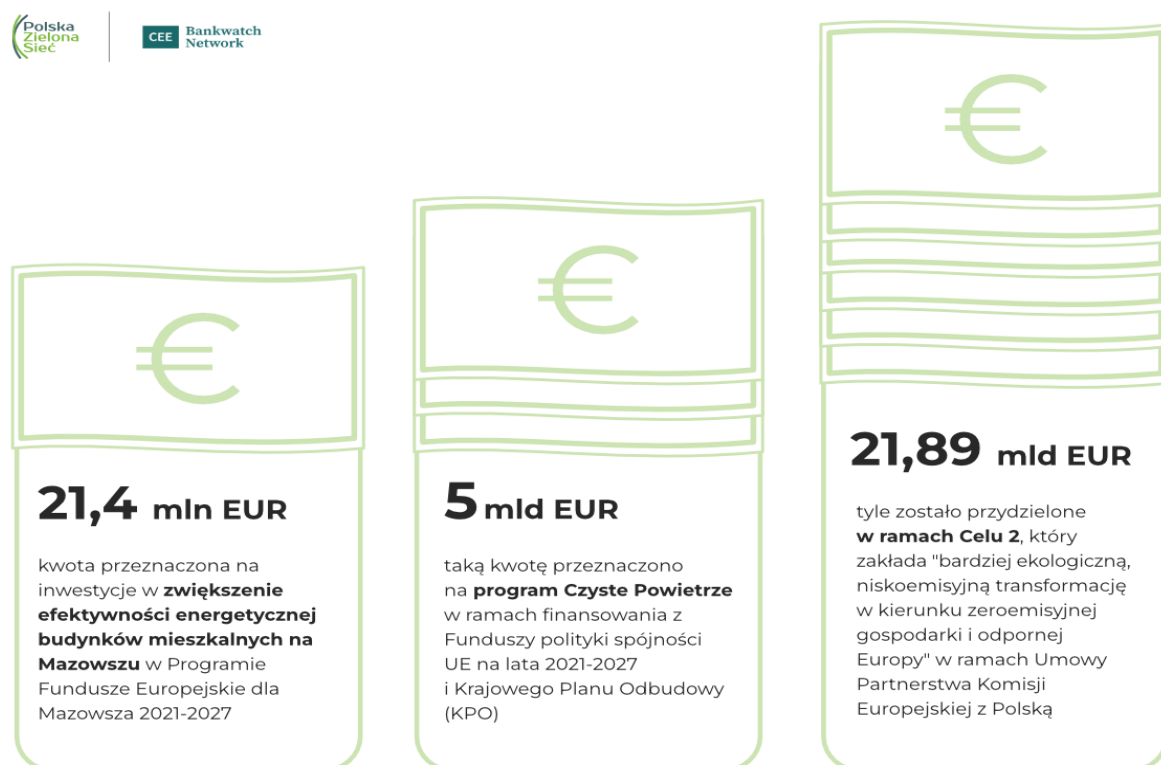 Polska
Zielona
Sieć
CEE Bankwatch
Network
€
21,4 mln EUR
kwota przeznaczona na
inwestycje w zwiększenie
efektywności energetycznej
budynków mieszkalnych na
Mazowszu w Programie
Fundusze Europejskie dla
Mazowsza 2021-2027
€
5 mld EUR
taką kwotę przeznaczono
na program Czyste Powietrze
w ramach finansowania z
Funduszy polityki spójności
UE na lata 2021-2027
i Krajowego Planu Odbudowy
(KPO)
€
21,89 mld EUR
tyle zostało przydzielone
w ramach Celu 2, który
zakłada "bardziej ekologiczną,
niskoemisyjną transformację
w kierunku zeroemisyjnej
gospodarki i odpornej
Europy" w ramach Umowy
Partnerstwa Komisji
Europejskiej z Polską